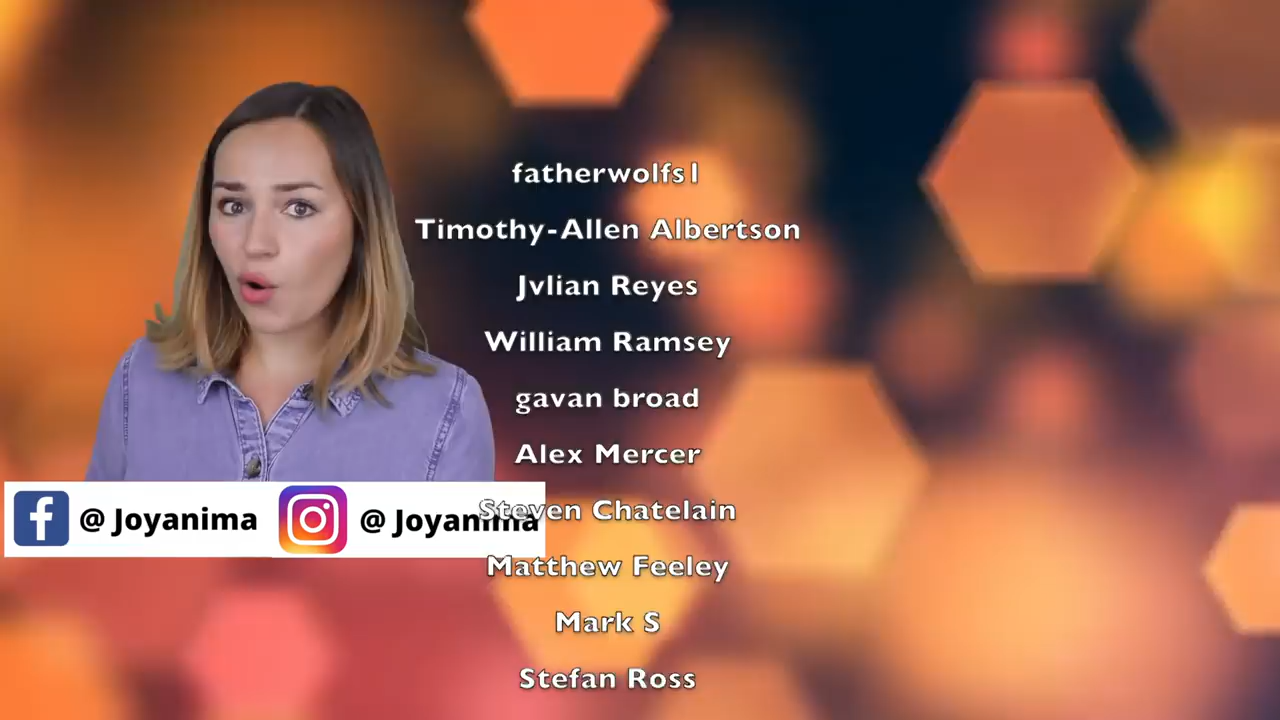 fatherwolfs1
Timothy-Allen Albertson
Jvlian Reyes
William Ramsey
gavan broad
Alex Mercer
@ Joyanima @ Joyanima
Steven Chatelain
Matthew Feeley
Mark S
Stefan Ross